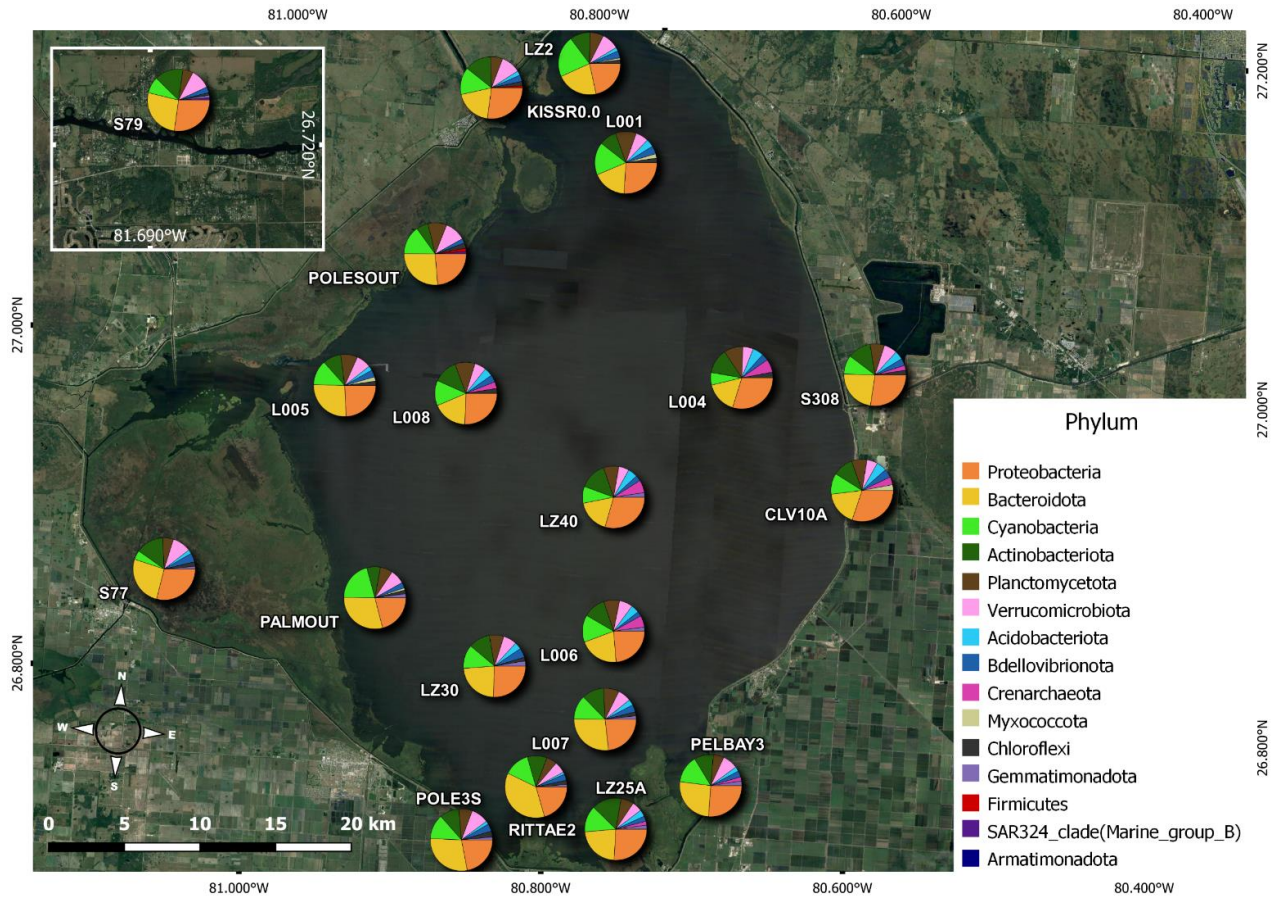 81.000°W 80.800°W 80.600°W 80.400°W
LZ2
KISSR0.0
L001
S79
26.720°N
81.690°W
27.200°N
POLESOUT
27.000°N
L005
L008
L004
S308
27.000°N
LZ40
CLV10A
S77
PALMOUT
L006
26.800°N
LZ30
L007
PELBAY3
26.800°N
LZ25A
POLE3S
RITTAE2
N
W E
S
0 5 10 15 20 km
Phylum
Proteobacteria
Bacteroidota
Cyanobacteria
Actinobacteriota
Planctomycetota
Verrucomicrobiota
Acidobacteriota
Bdellovibrionota
Crenarchaeota
Myxococcota
Chloroflexi
Gemmatimonadota
Firmicutes
SAR324_clade(Marine_group_B)
Armatimonadota
81.000°W 80.800°W 80.600°W 80.400°W